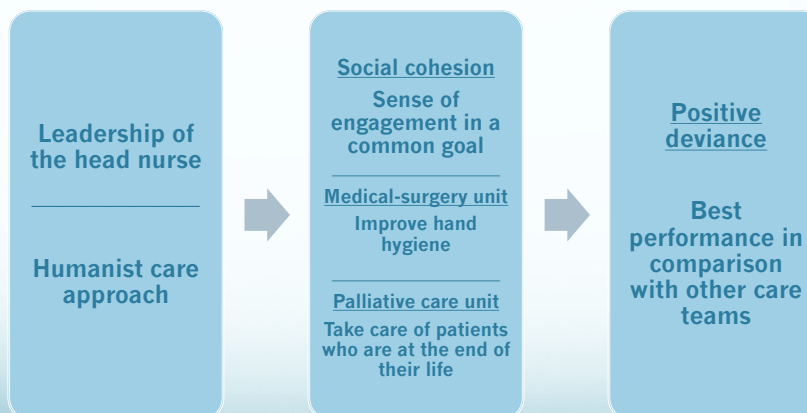 Leadership of
the head nurse
Humanist care
approach
Social cohesion
Sense of
engagement in a
common goal
Medical-surgery unit
Improve hand
hygiene
Palliative care unit
Take care of patients
who are at the end of
their life
Positive
deviance
Best
performance in
comparison
with other care
teams